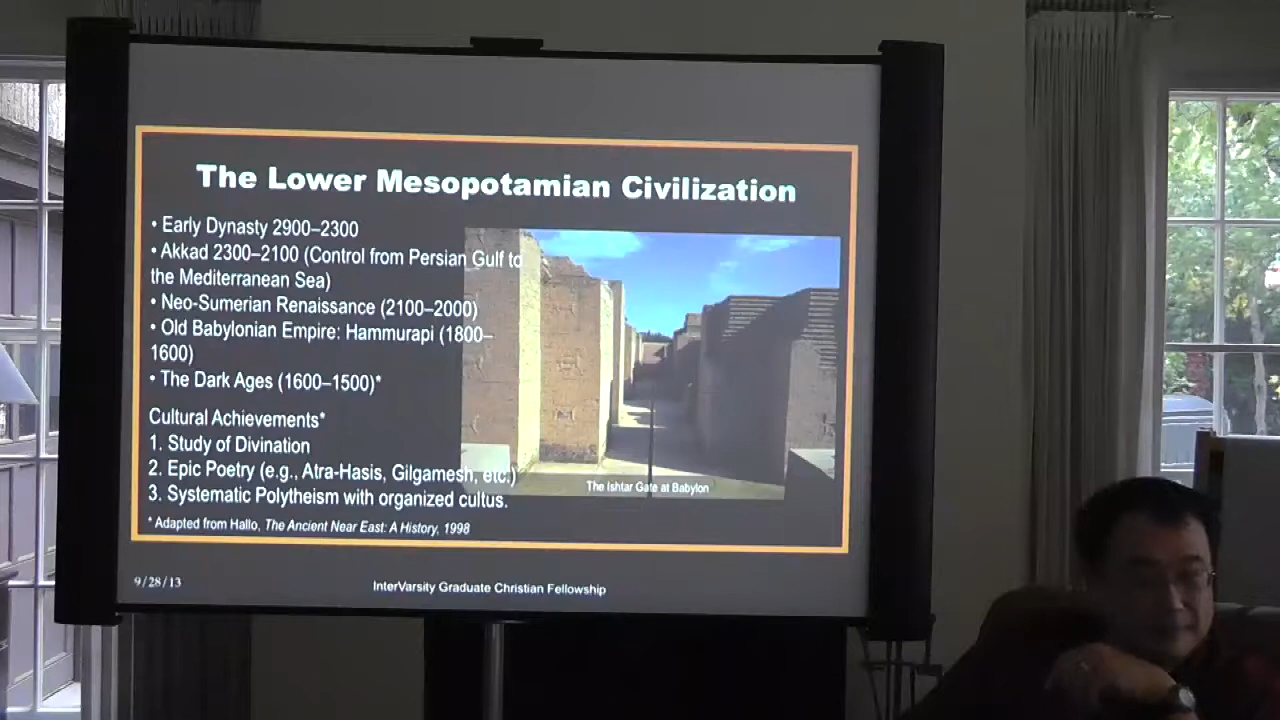 The Lower Mesopotamian Civilization
• Early Dynasty 2900–2300
• Akkad 2300–2100 (Control from Persian Gulf to
the Mediterranean Sea)
• Neo-Sumerian Renaissance (2100–2000)
• Old Babylonian Empire: Hammurapi (1800–
1600)
• The Dark Ages (1600–1500)*
Cultural Achievements*
1. Study of Divination
2. Epic Poetry (e.g., Atra-Hasis, Gilgamesh, etc.)
3. Systematic Polytheism with organized cultus.
The Ishtar Gate at Babylon
* Adapted from Hallo, The Ancient Near East: A History, 1998
9/28/13
InterVarsity Graduate Christian Fellowship